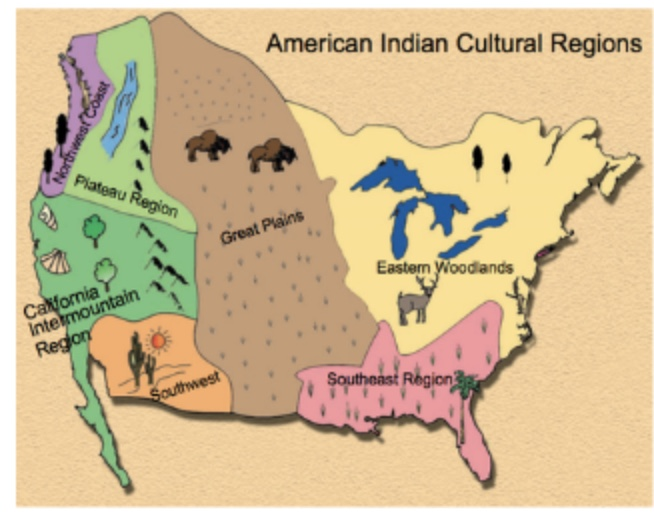 American Indian Cultural Regions
Northwest Coast
Plateau Region
Great Plains
Eastern Woodlands
California
Intermountain
Region
Southwest
Southeast Region